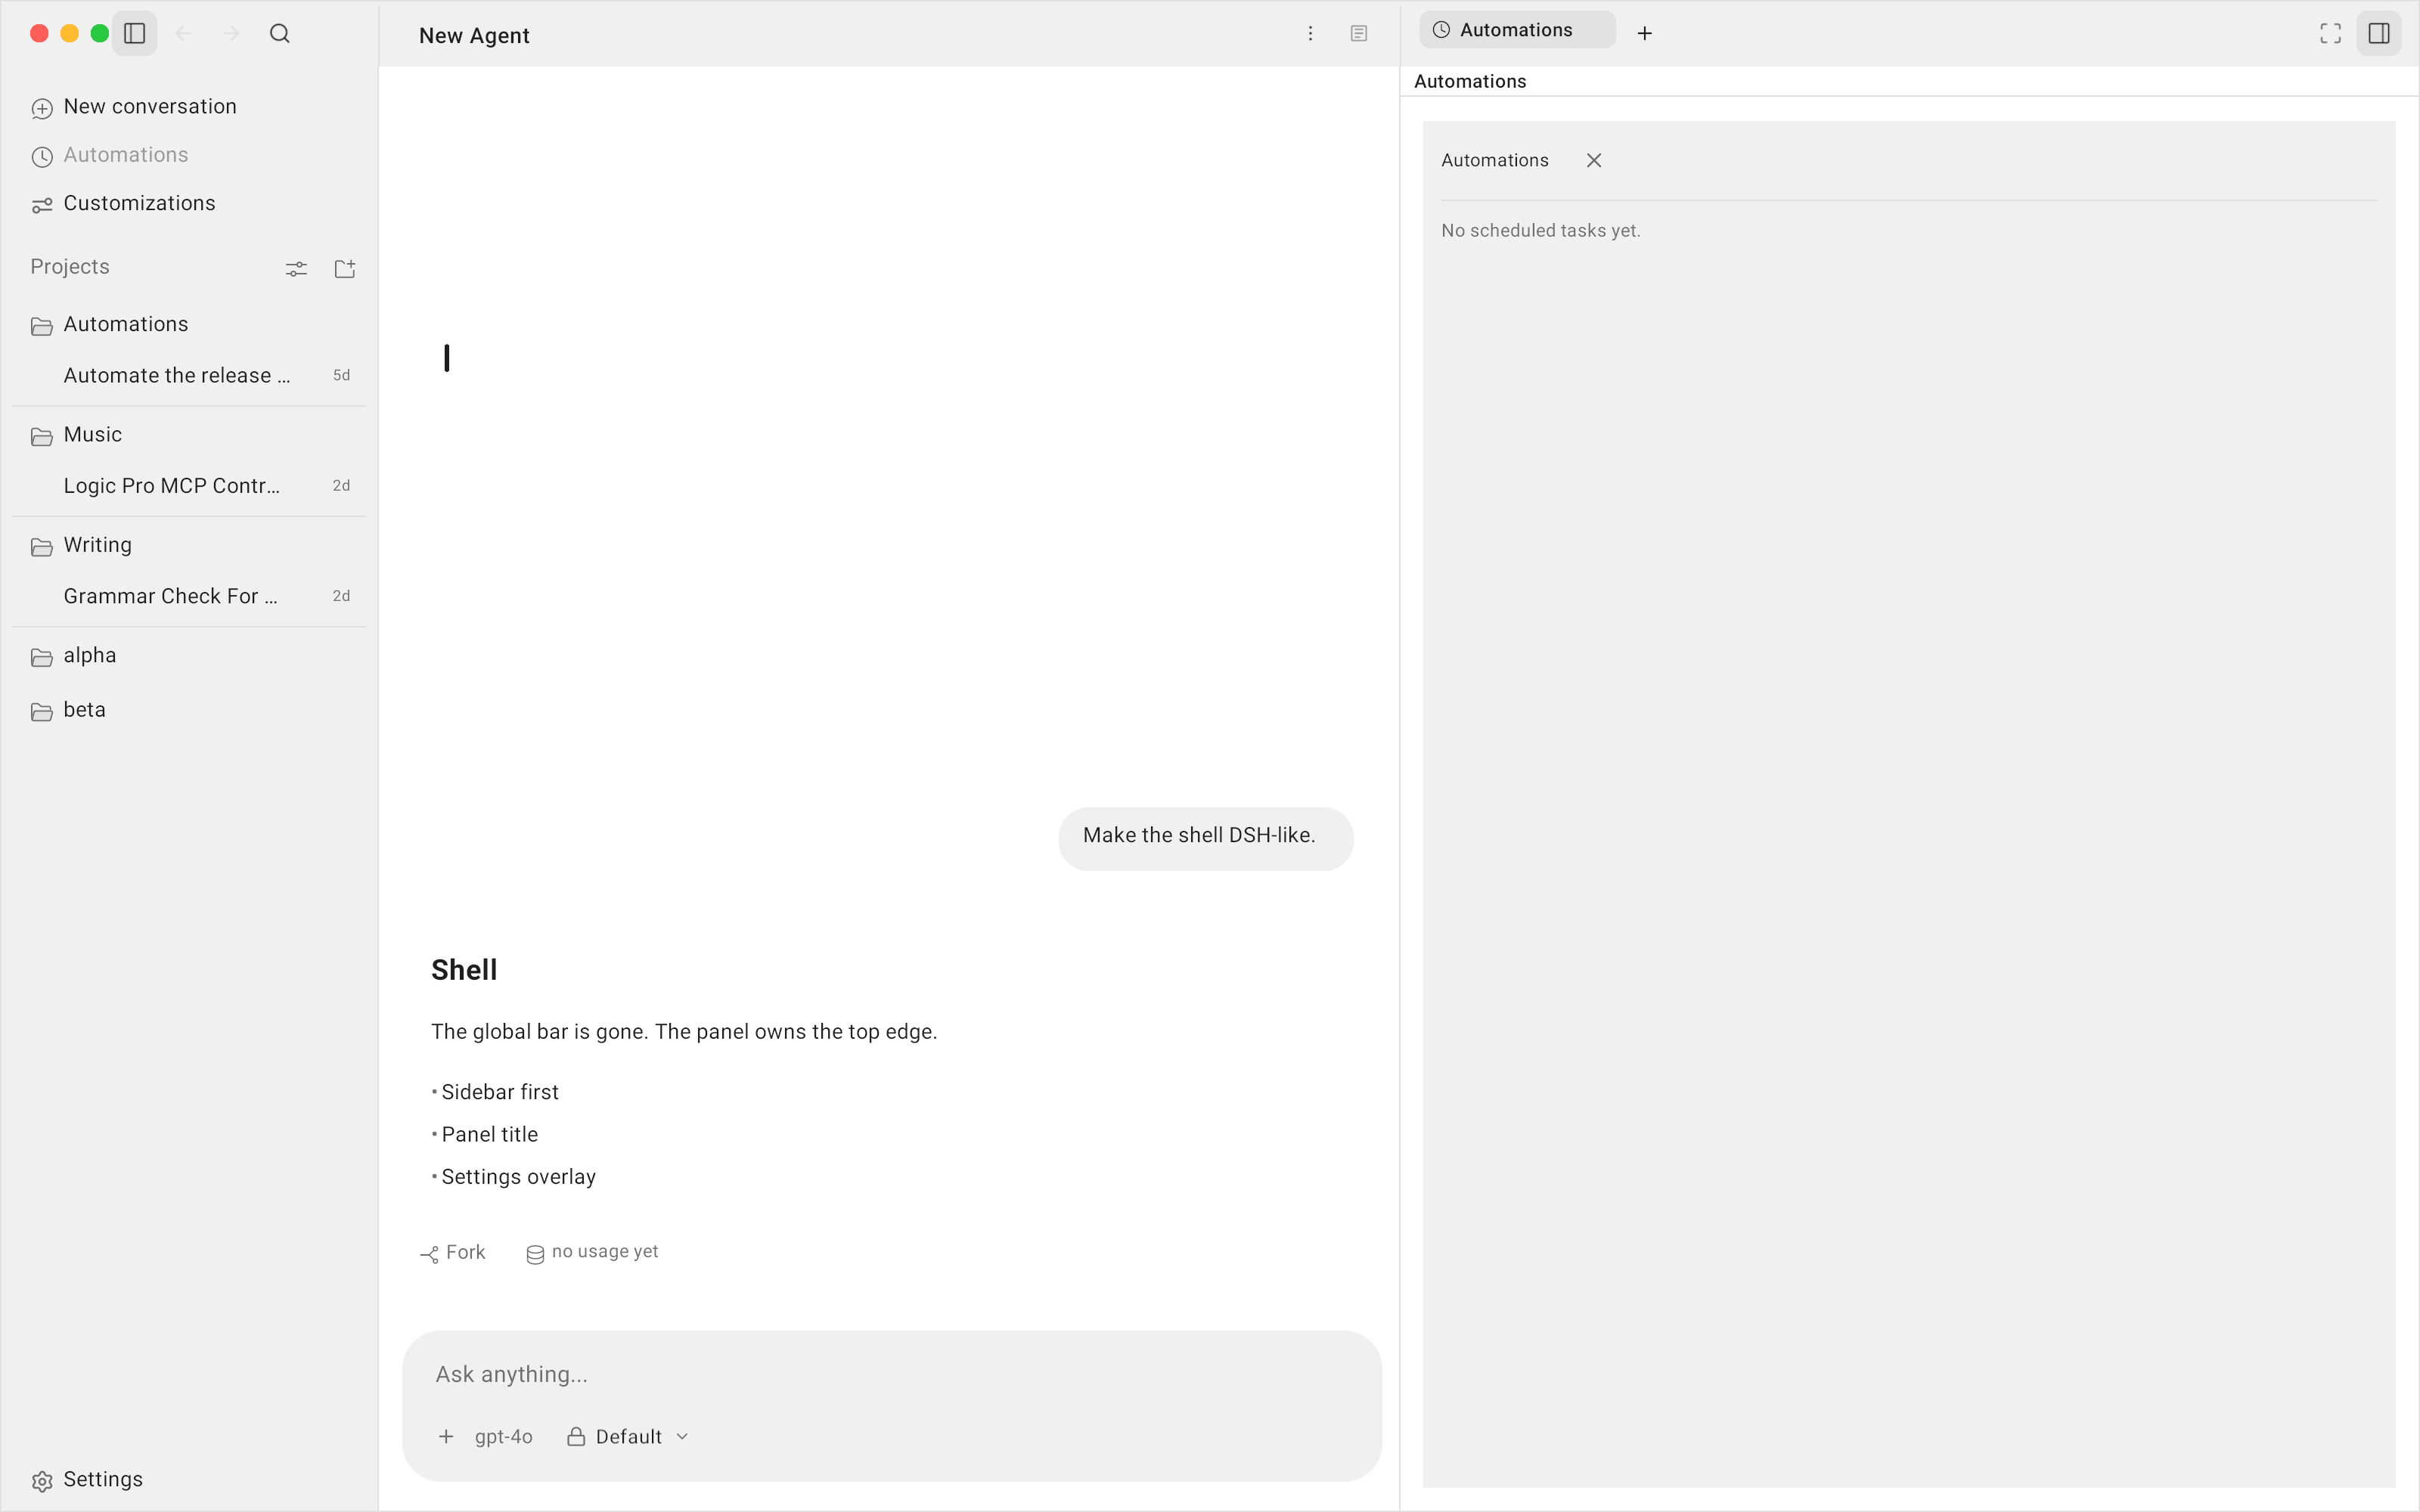 New Agent
Automations
New conversation
Automations
Customizations
Projects
Automations
Automate the release ...
5d
Music
Logic Pro MCP Contr...
2d
Writing
Grammar Check For ...
2d
alpha
beta
Settings
Make the shell DSH-like.
Shell
The global bar is gone. The panel owns the top edge.
• Sidebar first
• Panel title
• Settings overlay
Fork
no usage yet
Ask anything...
gpt-4o
Default
Automations
Automations
No scheduled tasks yet.